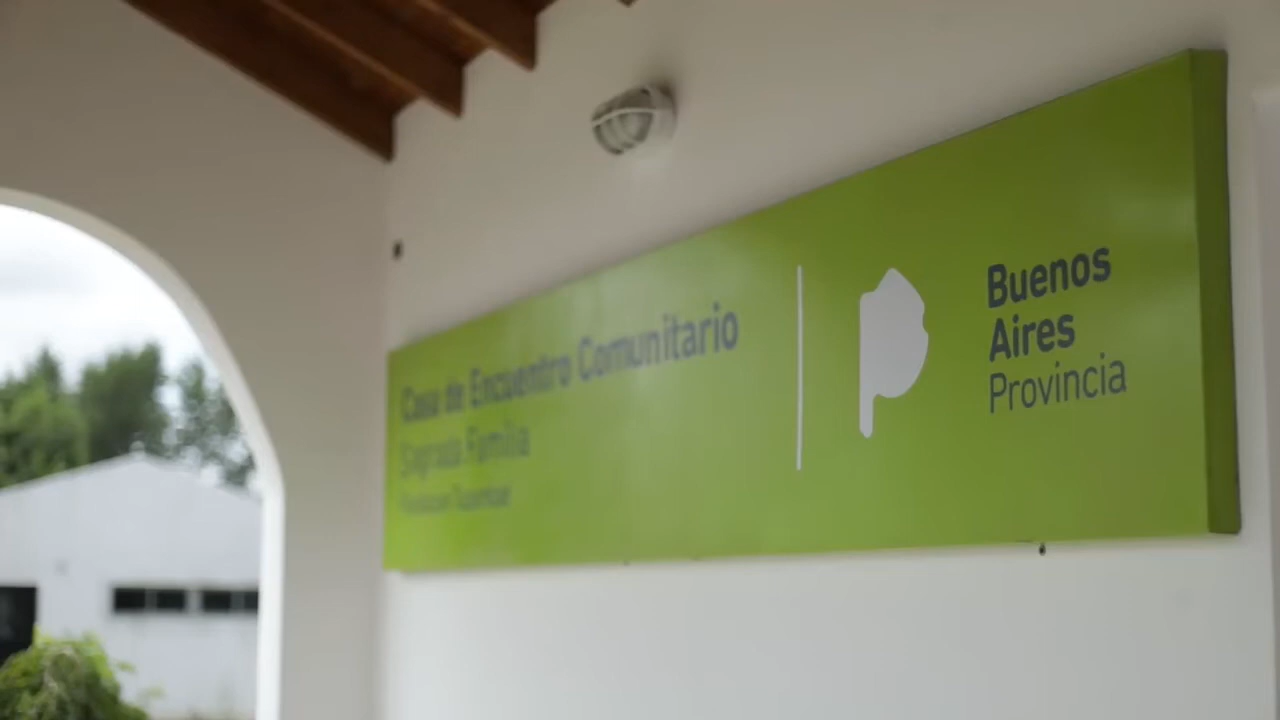 Casa de Encuentro Comunitario
Sagrada Familia
Buenos
Aires
Provincia